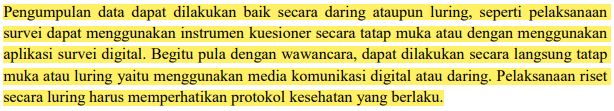 Pengumpulan data dapat dilakukan baik secara daring ataupun luring, seperti pelaksanaan
survei dapat menggunakan instrumen kuesioner secara tatap muka atau dengan menggunakan
aplikasi survei digital. Begitu pula dengan wawancara, dapat dilakukan secara langsung tatap
muka atau luring yaitu menggunakan media komunikasi digital atau daring. Pelaksanaan riset
secara luring harus memperhatikan protokol kesehatan yang berlaku.